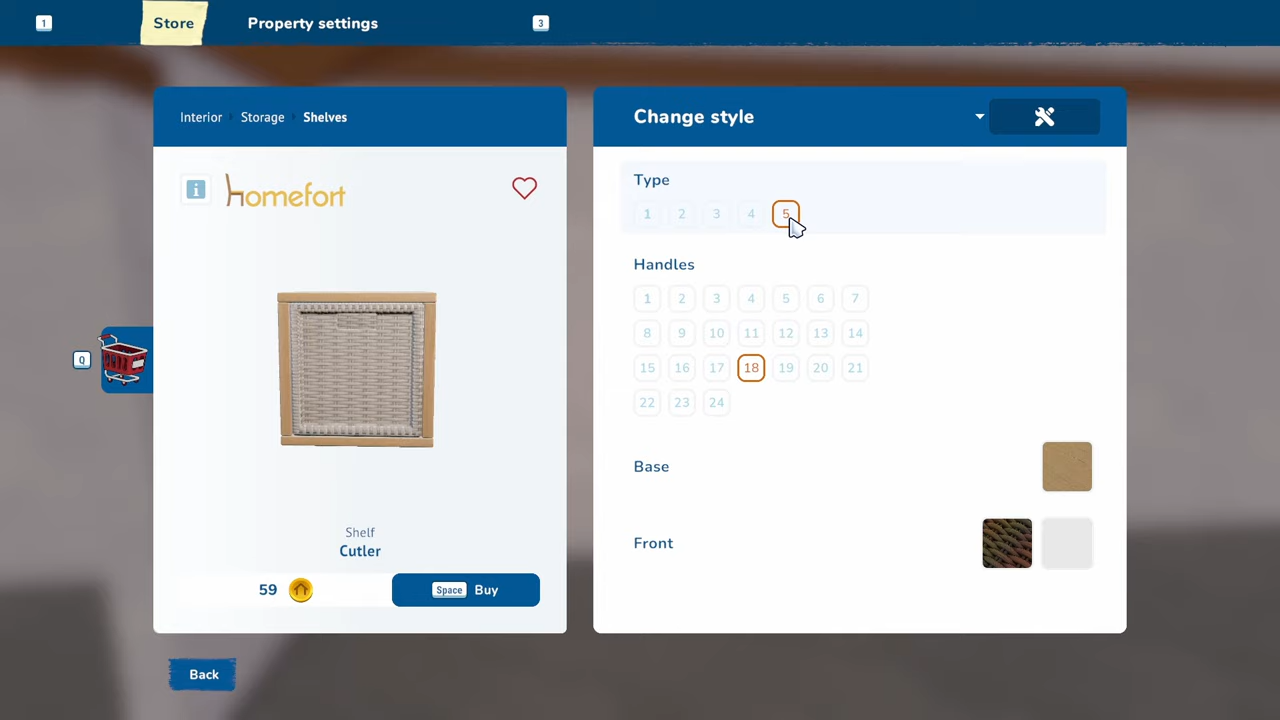 1
Store
Property settings
3
Interior Storage Shelves
i
homefort
Q
Shelf
Cutler
59
Space Buy
Back
Change style
Type
1 2 3 4 5
Handles
1 2 3 4 5 6 7
8 9 10 11 12 13 14
15 16 17 18 19 20 21
22 23 24
Base
Front